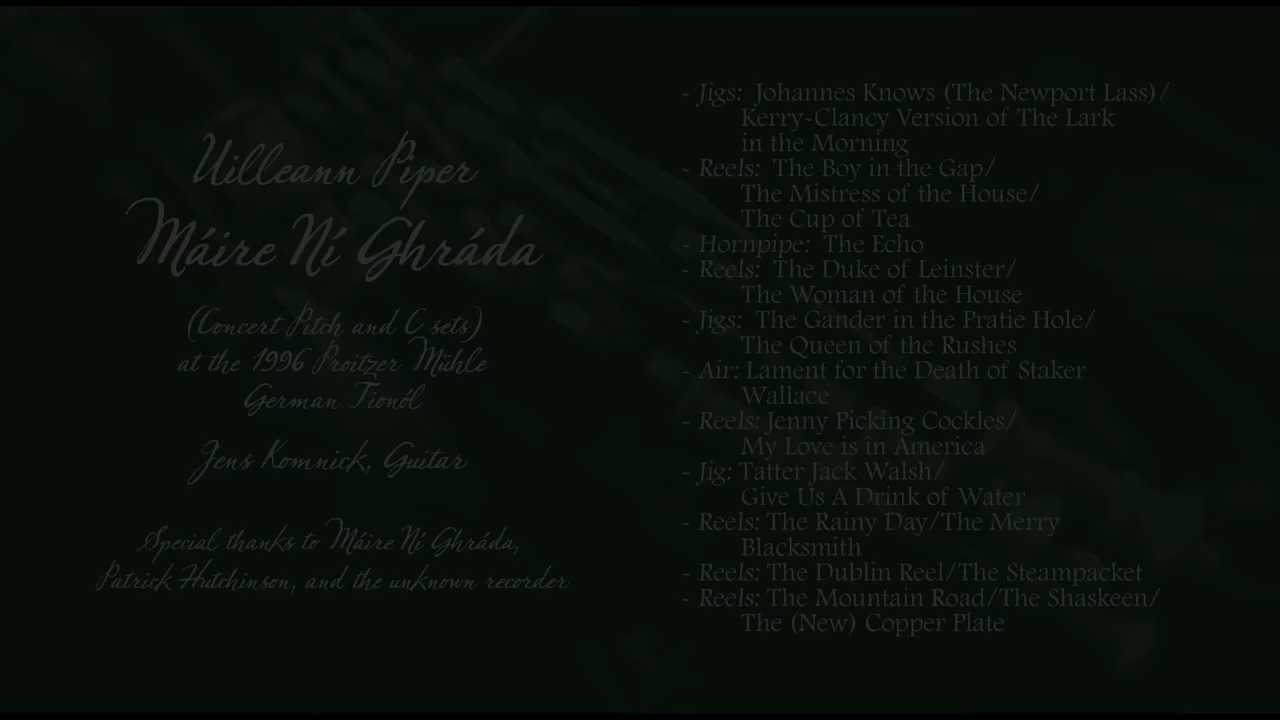 Uilleann Piper
Máire Ní Ghráda
(Concert Pitch and C sets)
at the 1996 Proitzer Mühle
German Tionól
Jens Komnick, Guitar
Special thanks to Máire Ní Ghráda,
Patrick Hutchinson, and the unknown recorder
- Jigs: Johannes Knows (The Newport Lass)/
Kerry-Clancy Version of The Lark
in the Morning
- Reels: The Boy in the Gap/
The Mistress of the House/
The Cup of Tea
- Hornpipe: The Echo
- Reels: The Duke of Leinster/
The Woman of the House
- Jigs: The Gander in the Pratie Hole/
The Queen of the Rushes
- Air: Lament for the Death of Staker
Wallace
- Reels: Jenny Picking Cockles/
My Love is in America
- Jig: Tatter Jack Walsh/
Give Us A Drink of Water
- Reels: The Rainy Day/The Merry
Blacksmith
- Reels: The Dublin Reel/The Steampacket
- Reels: The Mountain Road/The Shaskeen/
The (New) Copper Plate